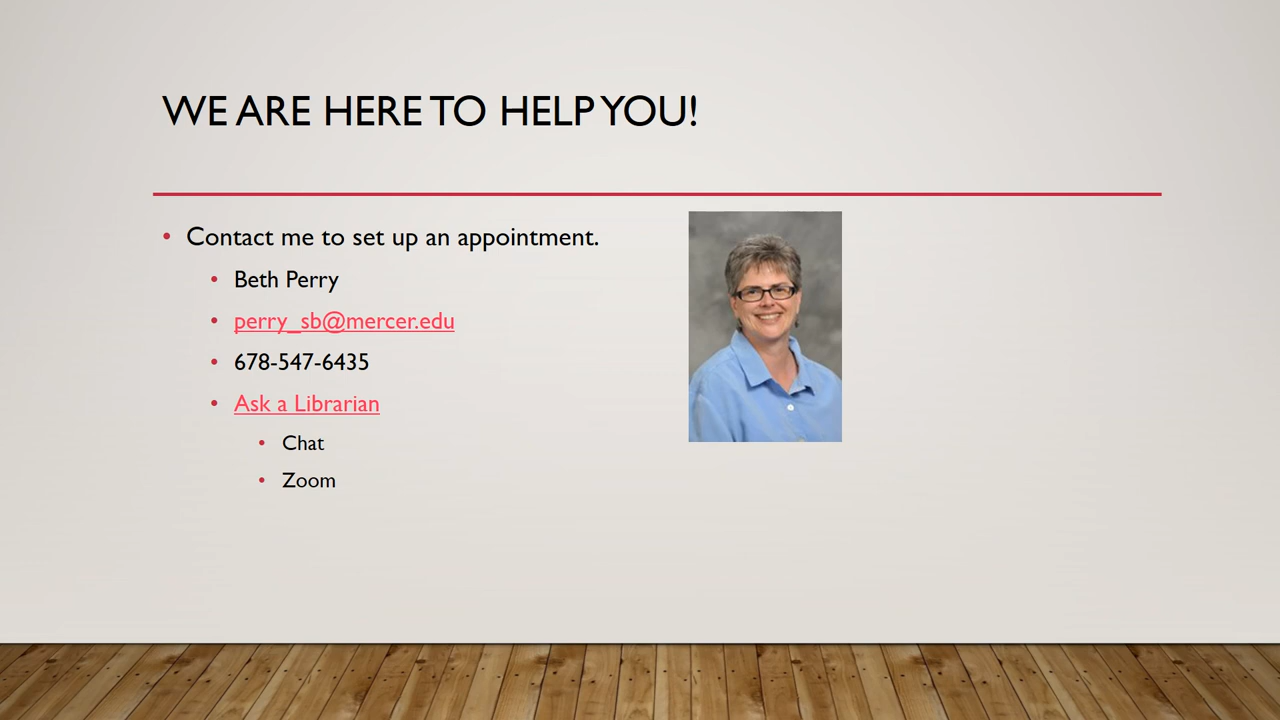 WE ARE HERE TO HELP YOU!
Contact me to set up an appointment.
Beth Perry
perry_sb@mercer.edu
678-547-6435
Ask a Librarian
Chat
Zoom